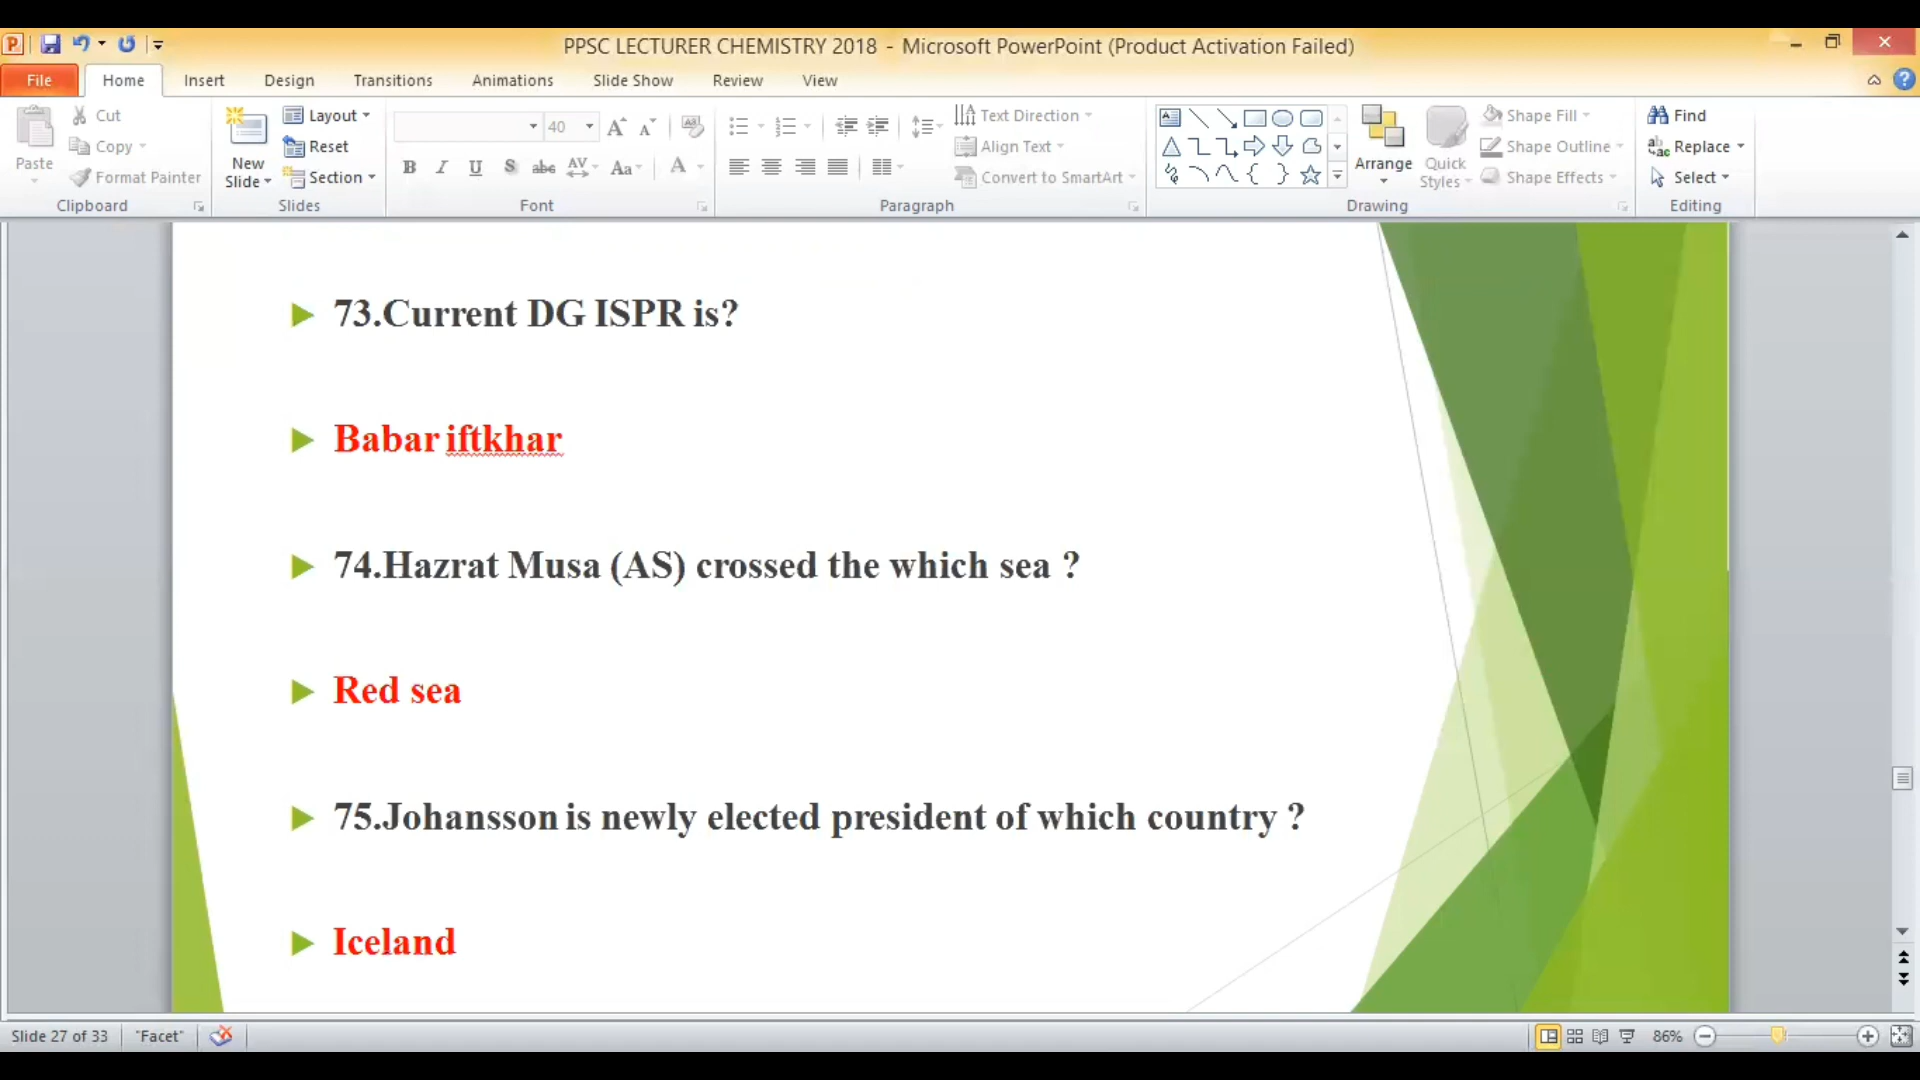 PPSC LECTURER CHEMISTRY 2018 - Microsoft PowerPoint (Product Activation Failed)
File Home Insert Design Transitions Animations Slide Show Review View
Paste
Cut
Copy
Format Painter
Clipboard
New Slide
Layout
Reset
Section
Slides
40
B I U S abc AV Aa A
Font
Text Direction
Align Text
Convert to SmartArt
Paragraph
Arrange
Quick Styles
Shape Fill
Shape Outline
Shape Effects
Drawing
Find
Replace
Select
Editing
73.Current DG ISPR is?
Babar iftkhar
74.Hazrat Musa (AS) crossed the which sea ?
Red sea
75.Johansson is newly elected president of which country ?
Iceland
Slide 27 of 33 "Facet" 86%